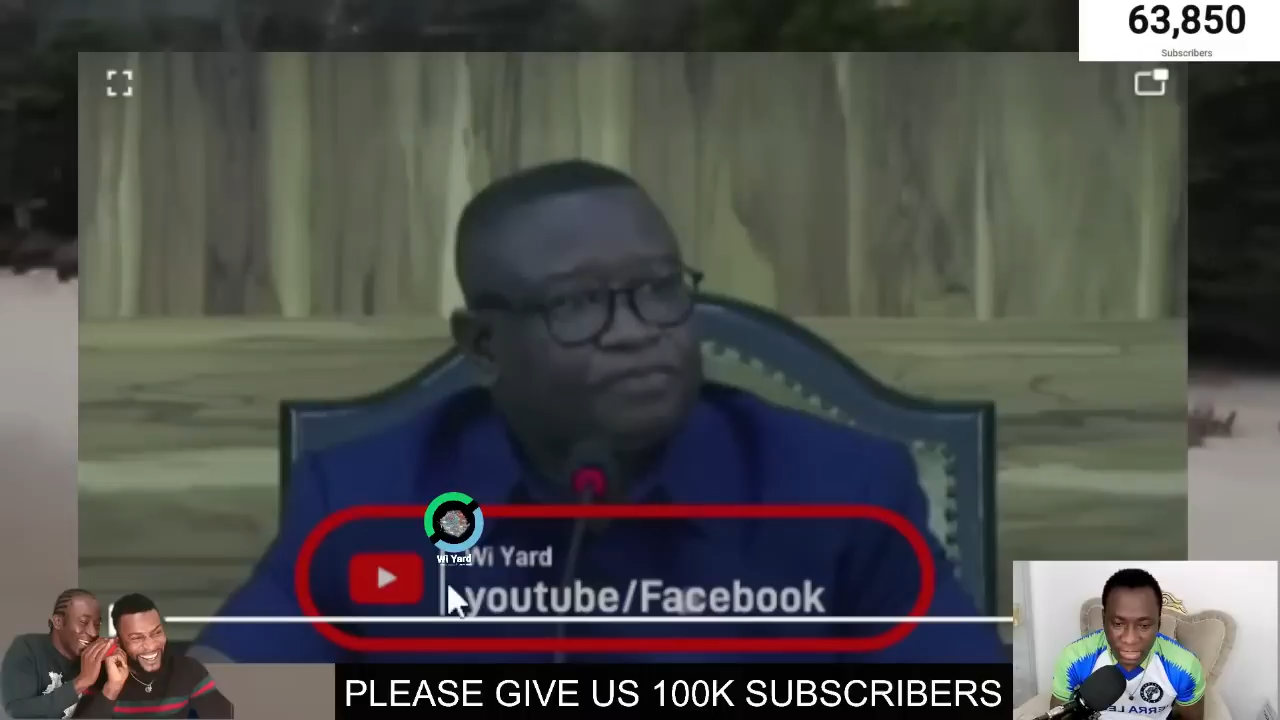 63,850
Subscribers
Wi Yard
Wi Yard
youtube/Facebook
PLEASE GIVE US 100K SUBSCRIBERS